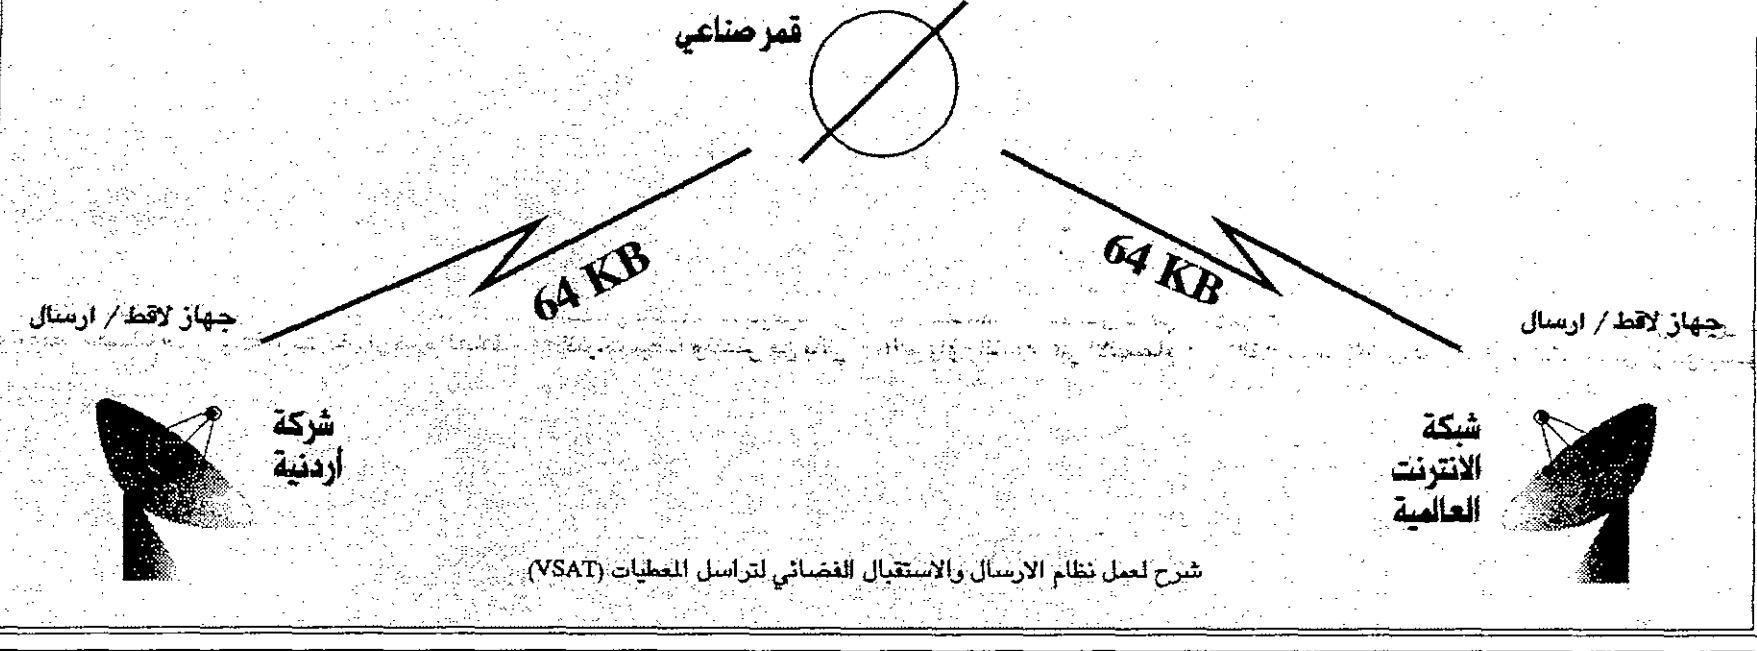 قمر صناعي
64 KB
64 KB
جهاز لاقط / ارسال
جهاز لاقط / ارسال
شبكة
الانترنت
العالمية
شركة
أردنية
شرح لعمل نظام الارسال والاستقبال الفضائي لتراسل المعطيات (VSAT)